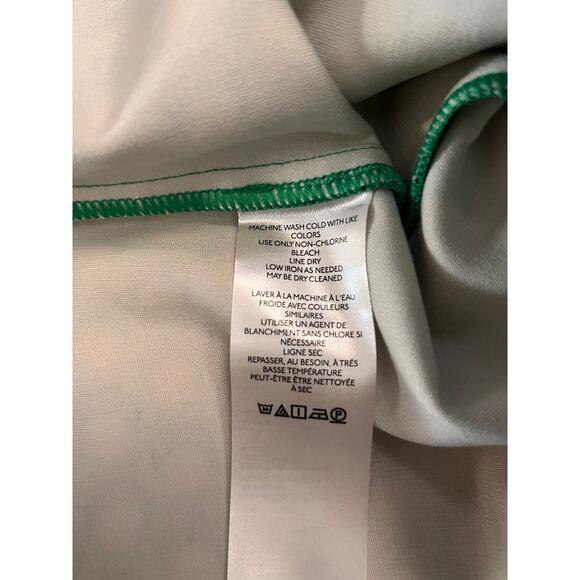 MACHINE WASH COLD WITH LIKE
COLORS
USE ONLY NON-CHLORINE
BLEACH
LINE DRY
LOW IRON AS NEEDED
MAY BE DRY CLEANED
LAVER À LA MACHINE À L'EAU
FROIDE AVEC COULEURS
SIMILAIRES
UTILISER UN AGENT DE
BLANCHIMENT SANS CHLORE SI
NÉCESSAIRE
LIGNE SEC
REPASSER, AU BESOIN, À TRÉS
BASSE TEMPÉRATURE
PEUT-ÊTRE ÊTRE NETTOYÉE
À SEC
P